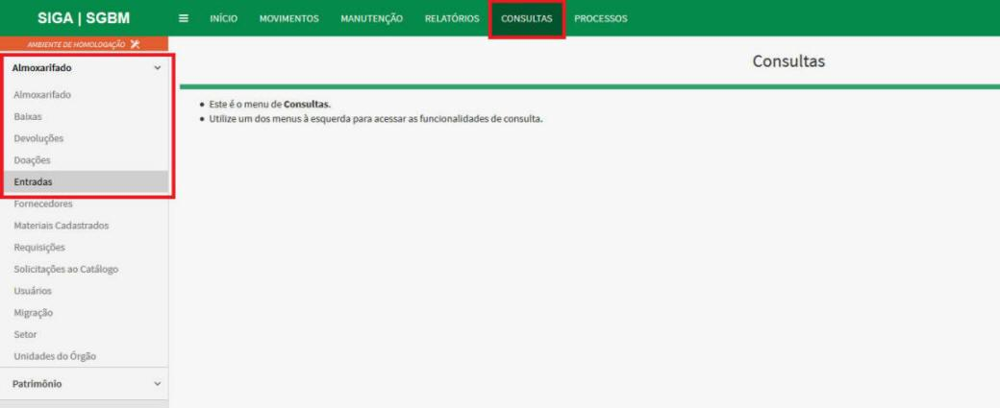 SIGA | SGBM
INÍCIO MOVIMENTOS MANUTENÇÃO RELATÓRIOS CONSULTAS PROCESSOS
AMBIENTE DE HOMOLOGAÇÃO
Almoxarifado
Almoxarifado
Baixas
Devoluções
Doações
Entradas
Fornecedores
Materiais Cadastrados
Requisições
Solicitações ao Catálogo
Usuários
Migração
Setor
Unidades do Órgão
Patrimônio
Consultas
• Este é o menu de Consultas.
• Utilize um dos menus à esquerda para acessar as funcionalidades de consulta.